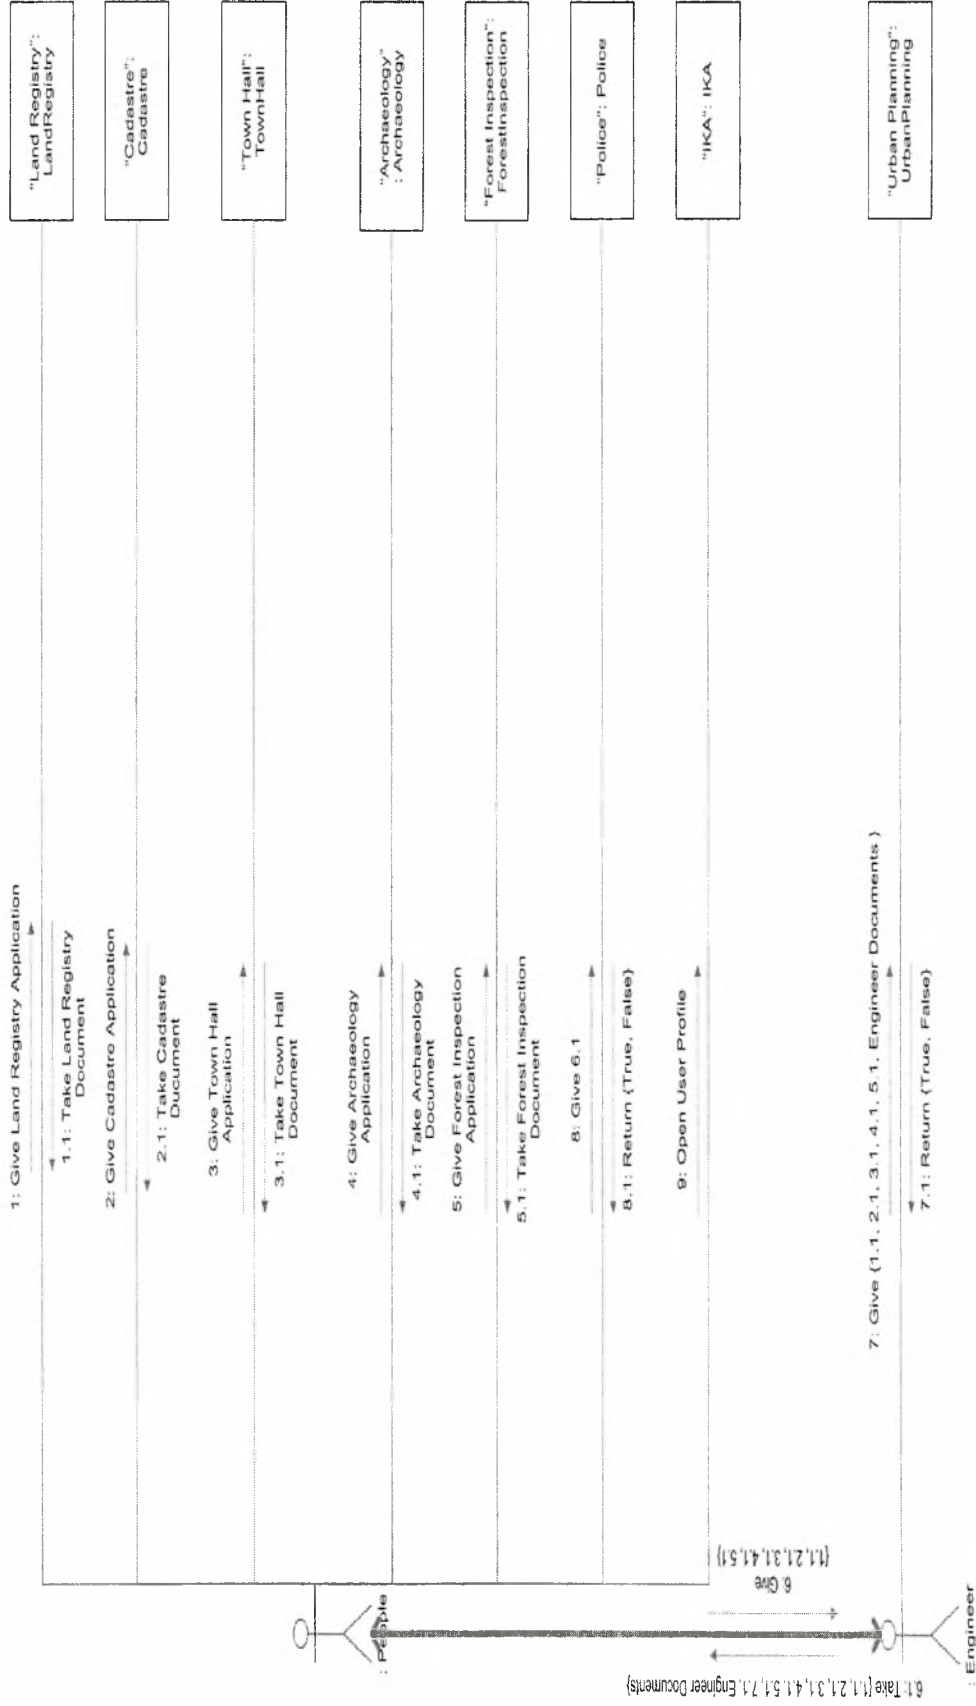 "Land Registry":
LandRegistry
"Cadastre":
Cadastre
"Town Hall":
TownHall
"Archaeology"
: Archaeology
"Forest Inspection":
ForestInspection
"Police": Police
"IKA": IKA
"Urban Planning":
UrbanPlanning
1: Give Land Registry Application
1.1: Take Land Registry
Document
2: Give Cadastre Application
2.1: Take Cadastre
Ducument
3: Give Town Hall
Application
3.1: Take Town Hall
Document
4: Give Archaeology
Application
4.1: Take Archaeology
Document
5: Give Forest Inspection
Application
5.1: Take Forest Inspection
Document
8: Give 6.1
8.1: Return {True, False}
9: Open User Profile
7: Give {1.1, 2.1, 3.1, 4.1, 5.1, Engineer Documents }
7.1: Return {True, False}
: People
6: Give
{1.1,2.1,3.1,4.1,5.1}
6.1: Take {1.1,2.1,3.1,4.1,5.1,7.1, Engineer Documents}
: Engineer